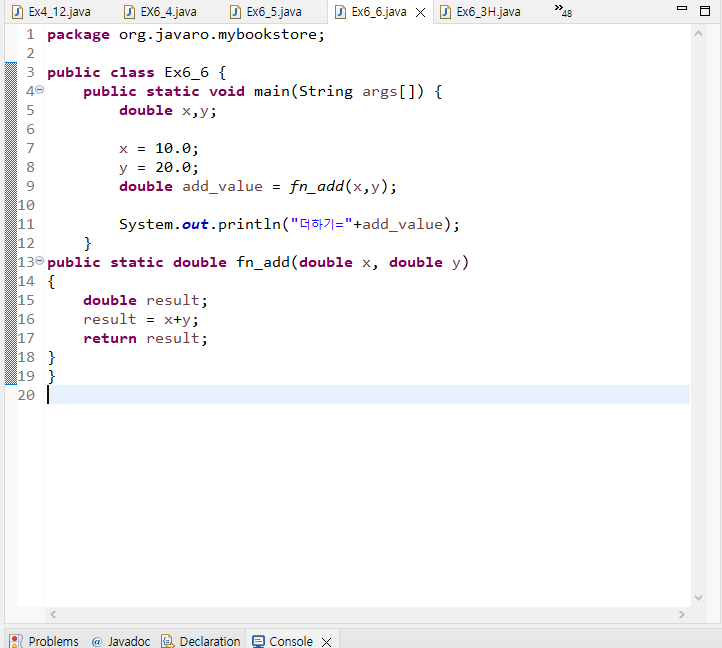 Ex4_12.java EX6_4.java Ex6_5.java Ex6_6.java Ex6_3H.java »48
1 package org.javaro.mybookstore;
2
3 public class Ex6_6 {
4 public static void main(String args[]) {
5 double x,y;
6
7 x = 10.0;
8 y = 20.0;
9 double add_value = fn_add(x,y);
10
11 System.out.println("더하기="+add_value);
12 }
13 public static double fn_add(double x, double y)
14 {
15 double result;
16 result = x+y;
17 return result;
18 }
19 }
20
Problems @ Javadoc Declaration Console